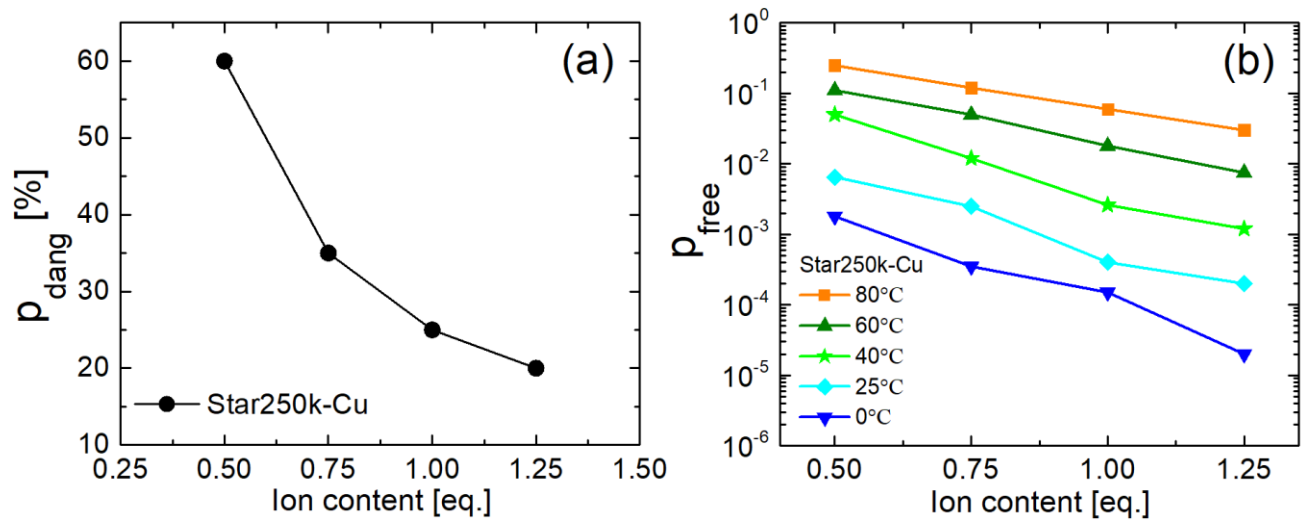 (a)
60
50
40
30
20
10
p_dang [%]
Star250k-Cu
0.25 0.50 0.75 1.00 1.25 1.50
Ion content [eq.]
(b)
10^0
10^-1
10^-2
10^-3
10^-4
10^-5
10^-6
p_free
Star250k-Cu
80°C
60°C
40°C
25°C
0°C
0.50 0.75 1.00 1.25
Ion content [eq.]